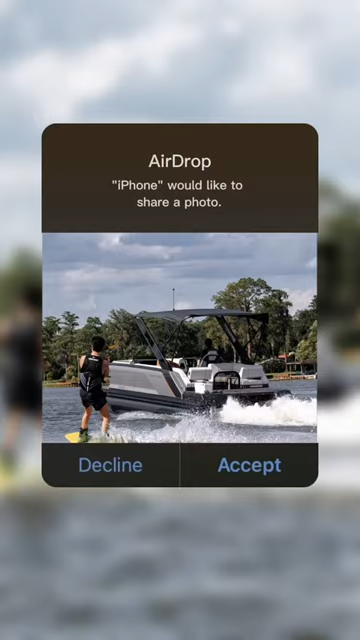 AirDrop
"iPhone" would like to
share a photo.
Decline
Accept